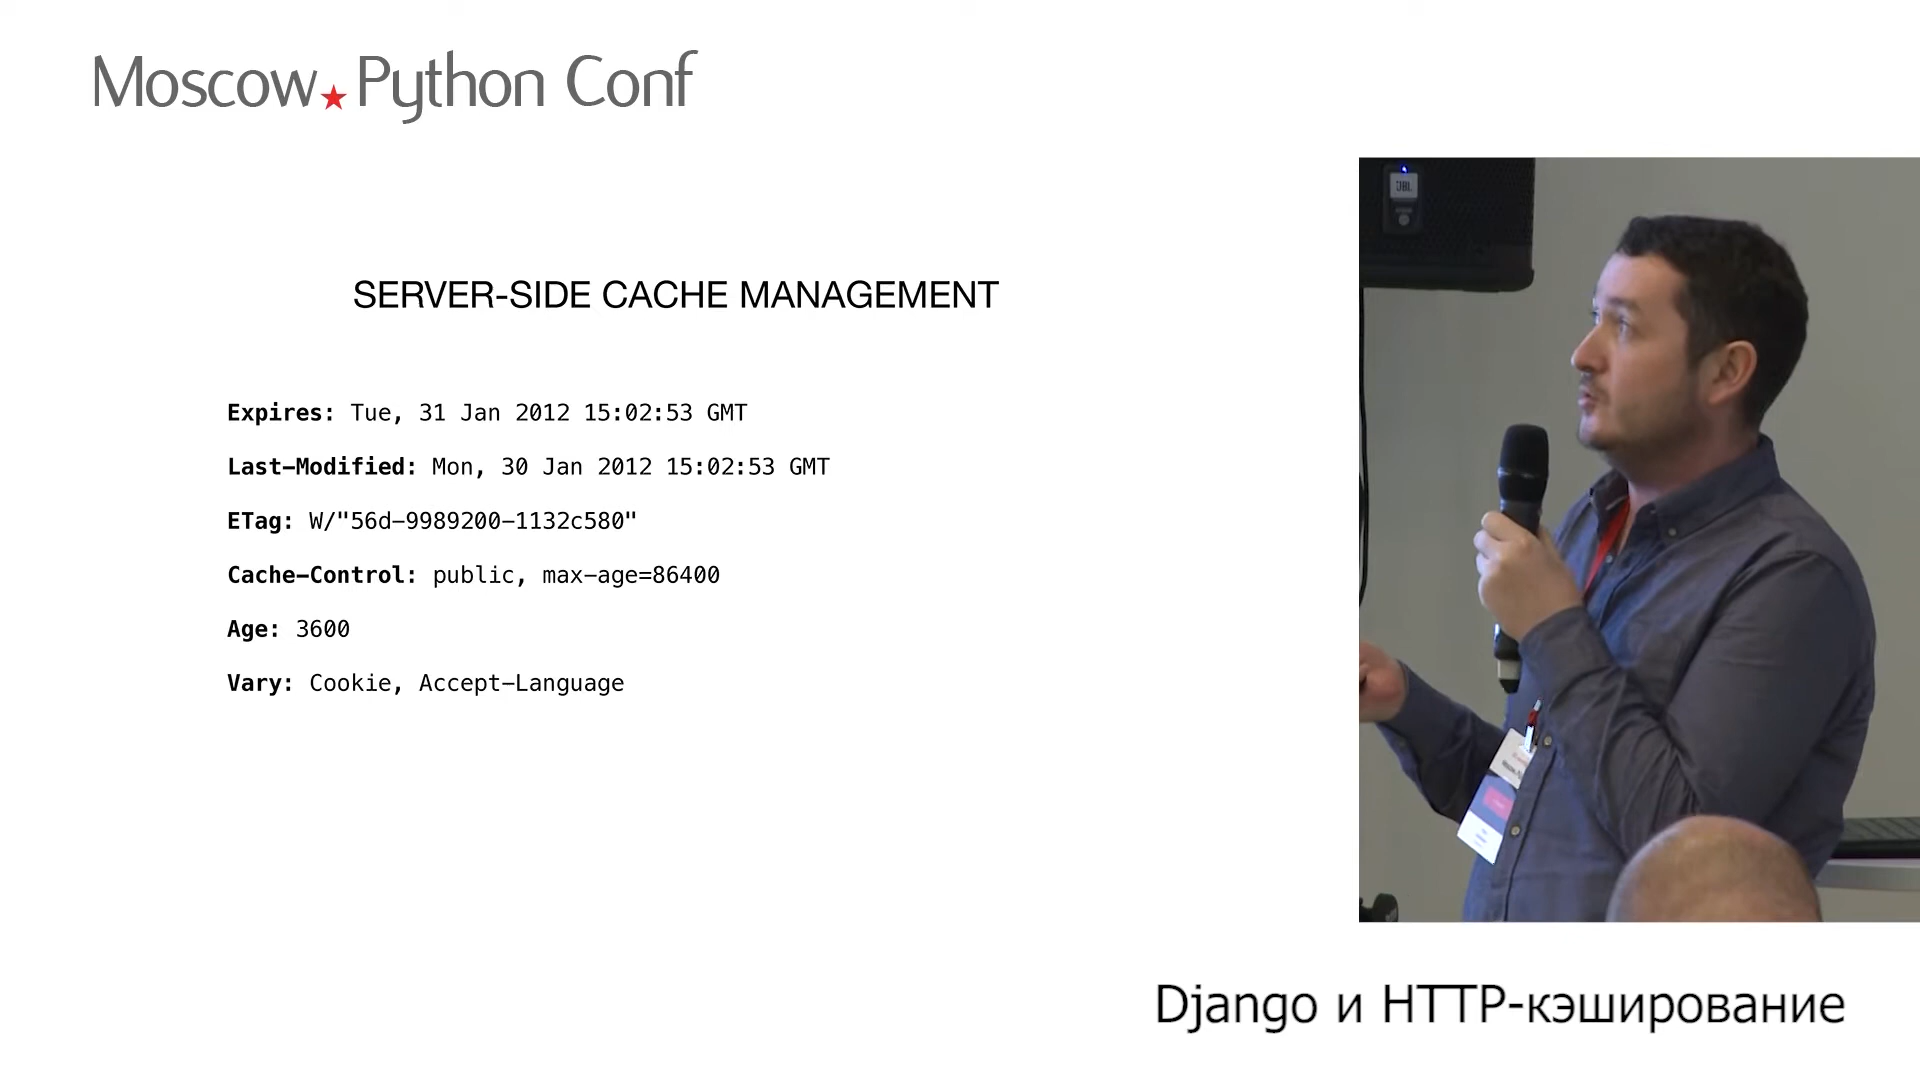 Moscow Python Conf
JBL
SERVER-SIDE CACHE MANAGEMENT
Expires: Tue, 31 Jan 2012 15:02:53 GMT
Last-Modified: Mon, 30 Jan 2012 15:02:53 GMT
ETag: W/"56d-9989200-1132c580"
Cache-Control: public, max-age=86400
Age: 3600
Vary: Cookie, Accept-Language
Django и HTTP-кэширование